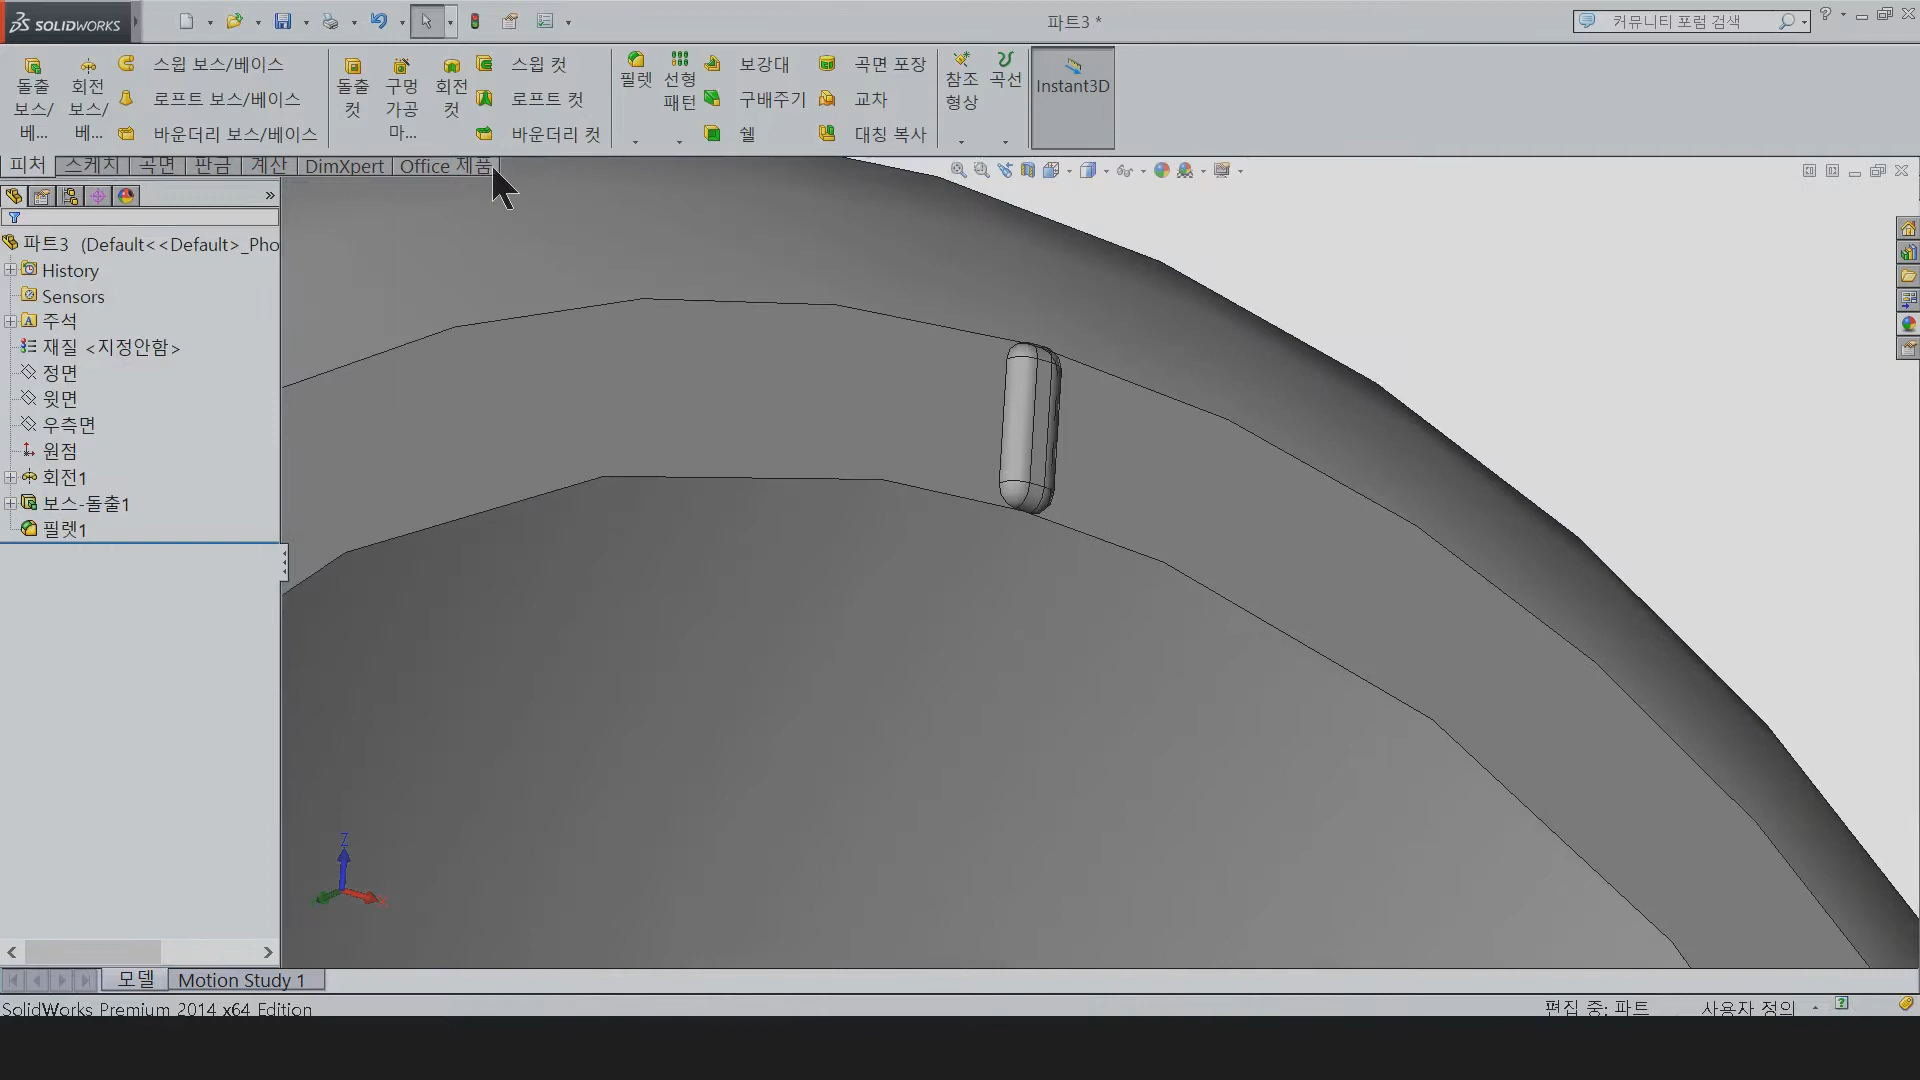 SOLIDWORKS
파트3 *
커뮤니티 포럼 검색
돌출 보스/베...
회전 보스/베...
스윕 보스/베이스
로프트 보스/베이스
바운더리 보스/베이스
돌출 컷
구멍 가공 마...
회전 컷
스윕 컷
로프트 컷
바운더리 컷
필렛
선형 패턴
보강대
구배주기
쉘
곡면 포장
교차
대칭 복사
참조 형상
곡선
Instant3D
피처 스케치 곡면 판금 계산 DimXpert Office 제품
파트3 (Default<<Default>_Pho
History
Sensors
주석
재질 <지정안함>
정면
윗면
우측면
원점
회전1
보스-돌출1
필렛1
Z
X
모델 Motion Study 1
SolidWorks Premium 2014 x64 Edition
편집 중: 파트
사용자 정의